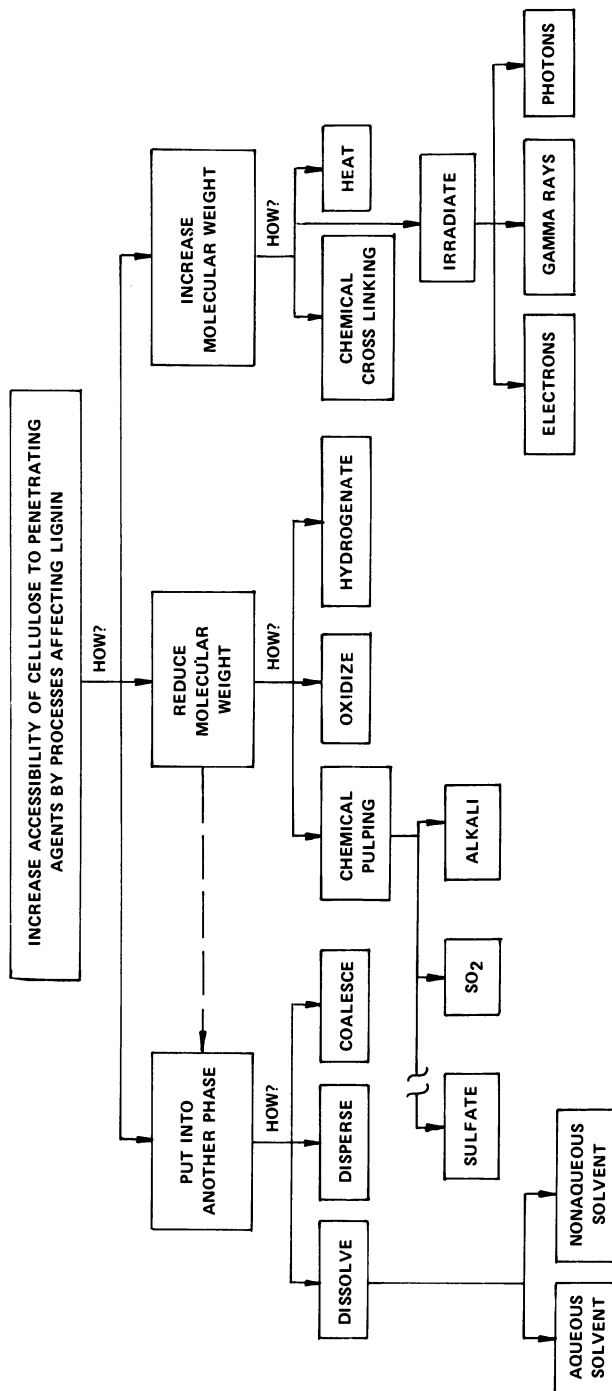 INCREASE ACCESSIBILITY OF CELLULOSE TO PENETRATING
AGENTS BY PROCESSES AFFECTING LIGNIN
HOW?
PUT INTO
ANOTHER PHASE
REDUCE
MOLECULAR
WEIGHT
INCREASE
MOLECULAR WEIGHT
HOW?
HOW?
HOW?
DISSOLVE
DISPERSE
COALESCE
CHEMICAL
PULPING
OXIDIZE
HYDROGENATE
CHEMICAL
CROSS LINKING
HEAT
SULFATE
SO2
ALKALI
IRRADIATE
AQUEOUS
SOLVENT
NONAQUEOUS
SOLVENT
ELECTRONS
GAMMA RAYS
PHOTONS